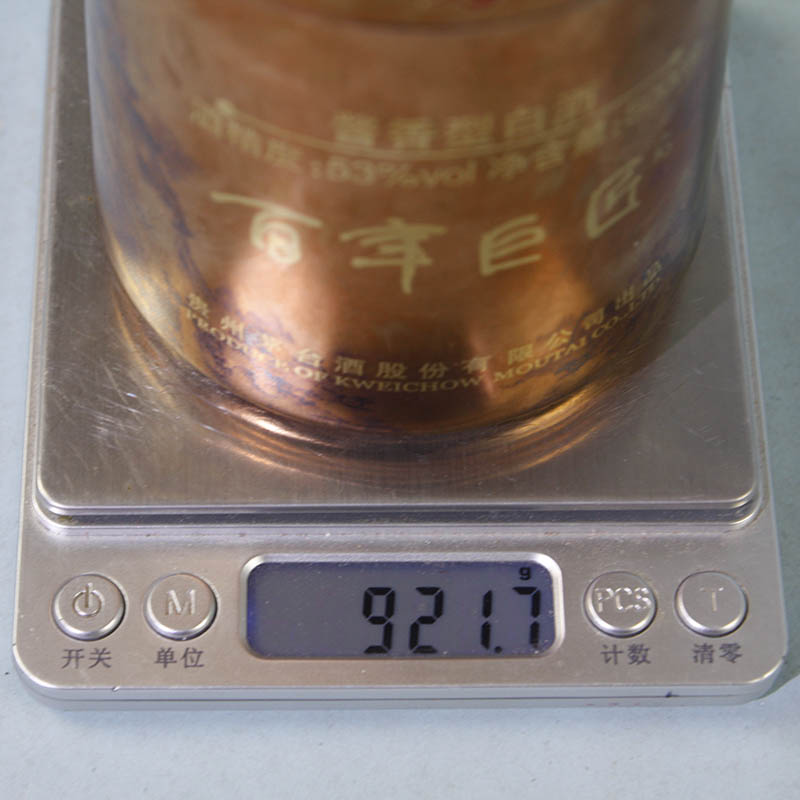 酱香型白酒
酒精度:53%vol 净含量:500ml
百年巨匠
贵州茅台酒股份有限公司出品
PRODUCE OF KWEICHOW MOUTAI CO.,LTD.
g
921.7
M PCS T
开关 单位 计数 清零